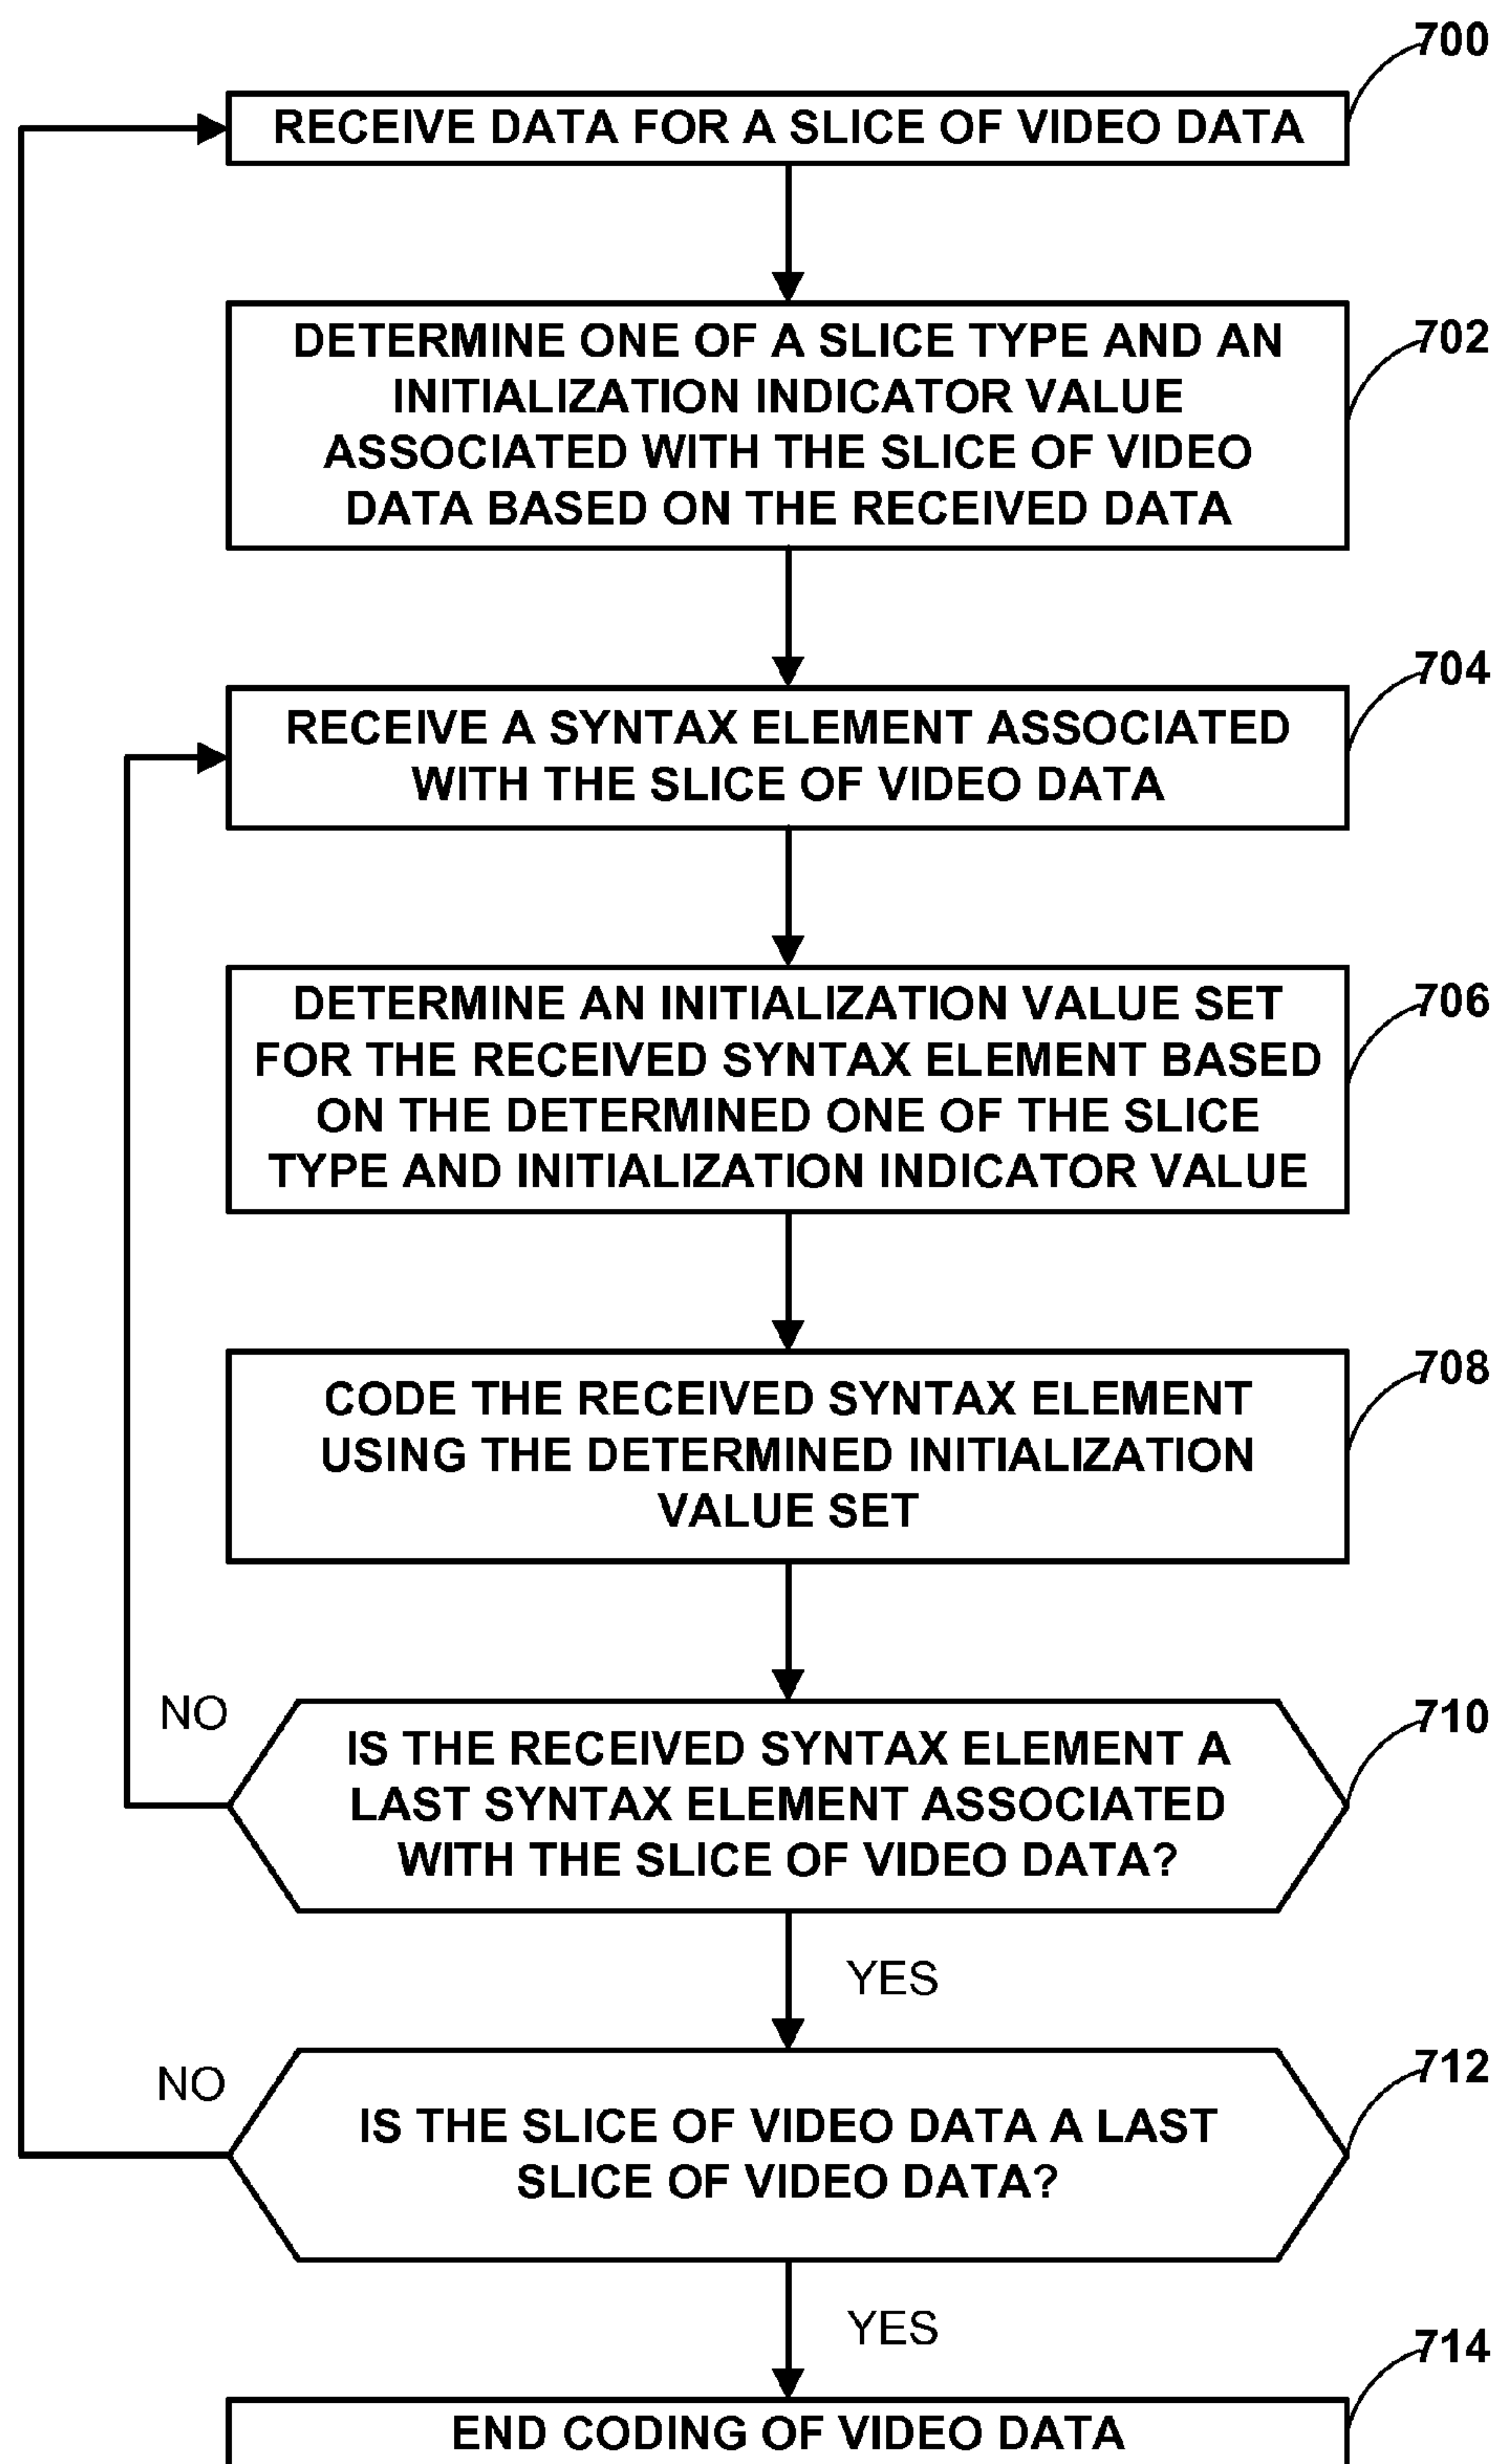 700
RECEIVE DATA FOR A SLICE OF VIDEO DATA
702
DETERMINE ONE OF A SLICE TYPE AND AN
INITIALIZATION INDICATOR VALUE
ASSOCIATED WITH THE SLICE OF VIDEO
DATA BASED ON THE RECEIVED DATA
704
RECEIVE A SYNTAX ELEMENT ASSOCIATED
WITH THE SLICE OF VIDEO DATA
706
DETERMINE AN INITIALIZATION VALUE SET
FOR THE RECEIVED SYNTAX ELEMENT BASED
ON THE DETERMINED ONE OF THE SLICE
TYPE AND INITIALIZATION INDICATOR VALUE
708
CODE THE RECEIVED SYNTAX ELEMENT
USING THE DETERMINED INITIALIZATION
VALUE SET
NO
710
IS THE RECEIVED SYNTAX ELEMENT A
LAST SYNTAX ELEMENT ASSOCIATED
WITH THE SLICE OF VIDEO DATA?
YES
NO
712
IS THE SLICE OF VIDEO DATA A LAST
SLICE OF VIDEO DATA?
YES
714
END CODING OF VIDEO DATA